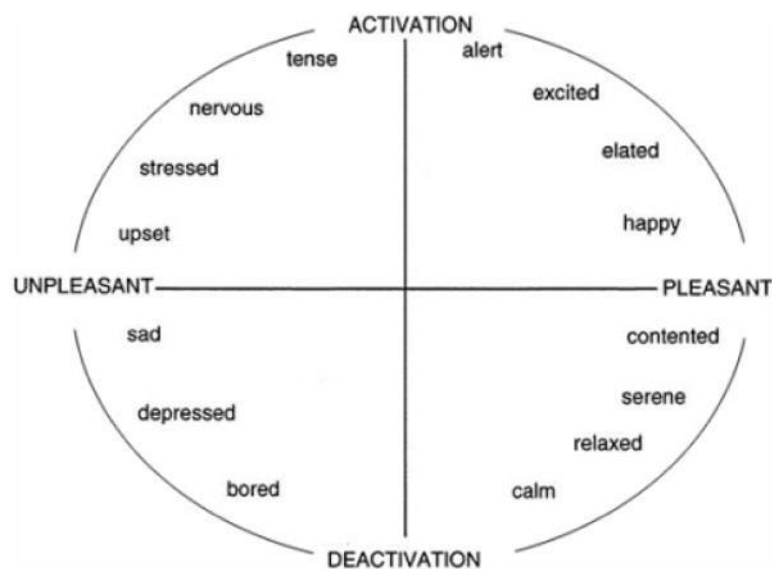 ACTIVATION
tense
alert
excited
nervous
elated
stressed
happy
upset
UNPLEASANT
PLEASANT
sad
contented
serene
depressed
relaxed
bored
calm
DEACTIVATION